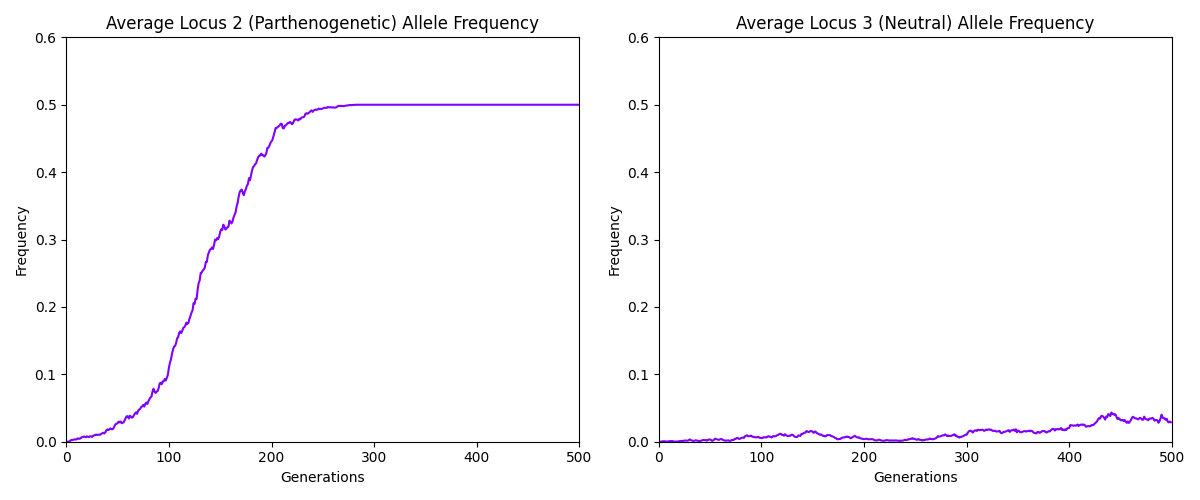 Average Locus 2 (Parthenogenetic) Allele Frequency
Frequency
0.6
0.5
0.4
0.3
0.2
0.1
0.0
0 100 200 300 400 500
Generations
Average Locus 3 (Neutral) Allele Frequency
Frequency
0.6
0.5
0.4
0.3
0.2
0.1
0.0
0 100 200 300 400 500
Generations